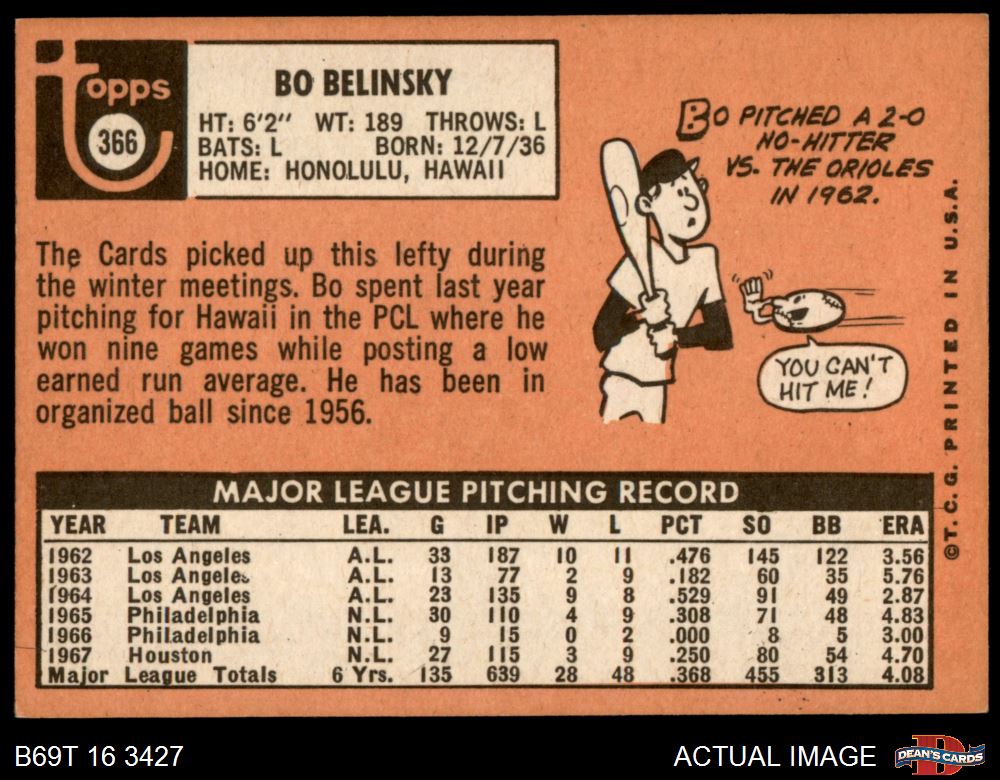 topps
366
BO BELINSKY
HT: 6'2" WT: 189 THROWS: L
BATS: L BORN: 12/7/36
HOME: HONOLULU, HAWAII
BO PITCHED A 2-0
NO-HITTER
VS. THE ORIOLES
IN 1962.
YOU CAN'T
HIT ME!
The Cards picked up this lefty during
the winter meetings. Bo spent last year
pitching for Hawaii in the PCL where he
won nine games while posting a low
earned run average. He has been in
organized ball since 1956.
©T.C.G. PRINTED IN U.S.A.
MAJOR LEAGUE PITCHING RECORD
YEAR TEAM LEA. G IP W L PCT SO BB ERA
1962 Los Angeles A.L. 33 187 10 11 .476 145 122 3.56
1963 Los Angeles A.L. 13 77 2 9 .182 60 35 5.76
1964 Los Angeles A.L. 23 135 9 8 .529 91 49 2.87
1965 Philadelphia N.L. 30 110 4 9 .308 71 48 4.83
1966 Philadelphia N.L. 9 15 0 2 .000 8 5 3.00
1967 Houston N.L. 27 115 3 9 .250 80 54 4.70
Major League Totals 6 Yrs. 135 639 28 48 .368 455 313 4.08
B69T 16 3427
ACTUAL IMAGE
DEAN'S CARDS